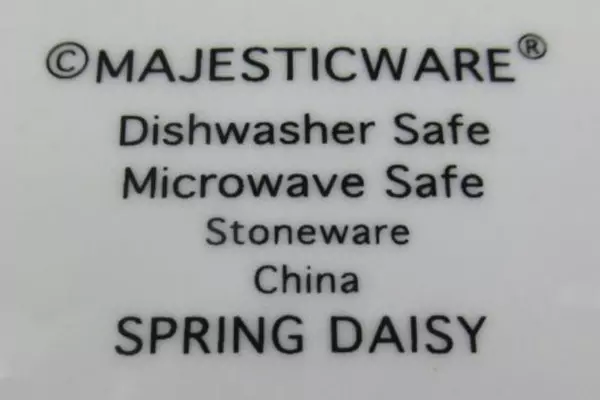 ©MAJESTICWARE®
Dishwasher Safe
Microwave Safe
Stoneware
China
SPRING DAISY